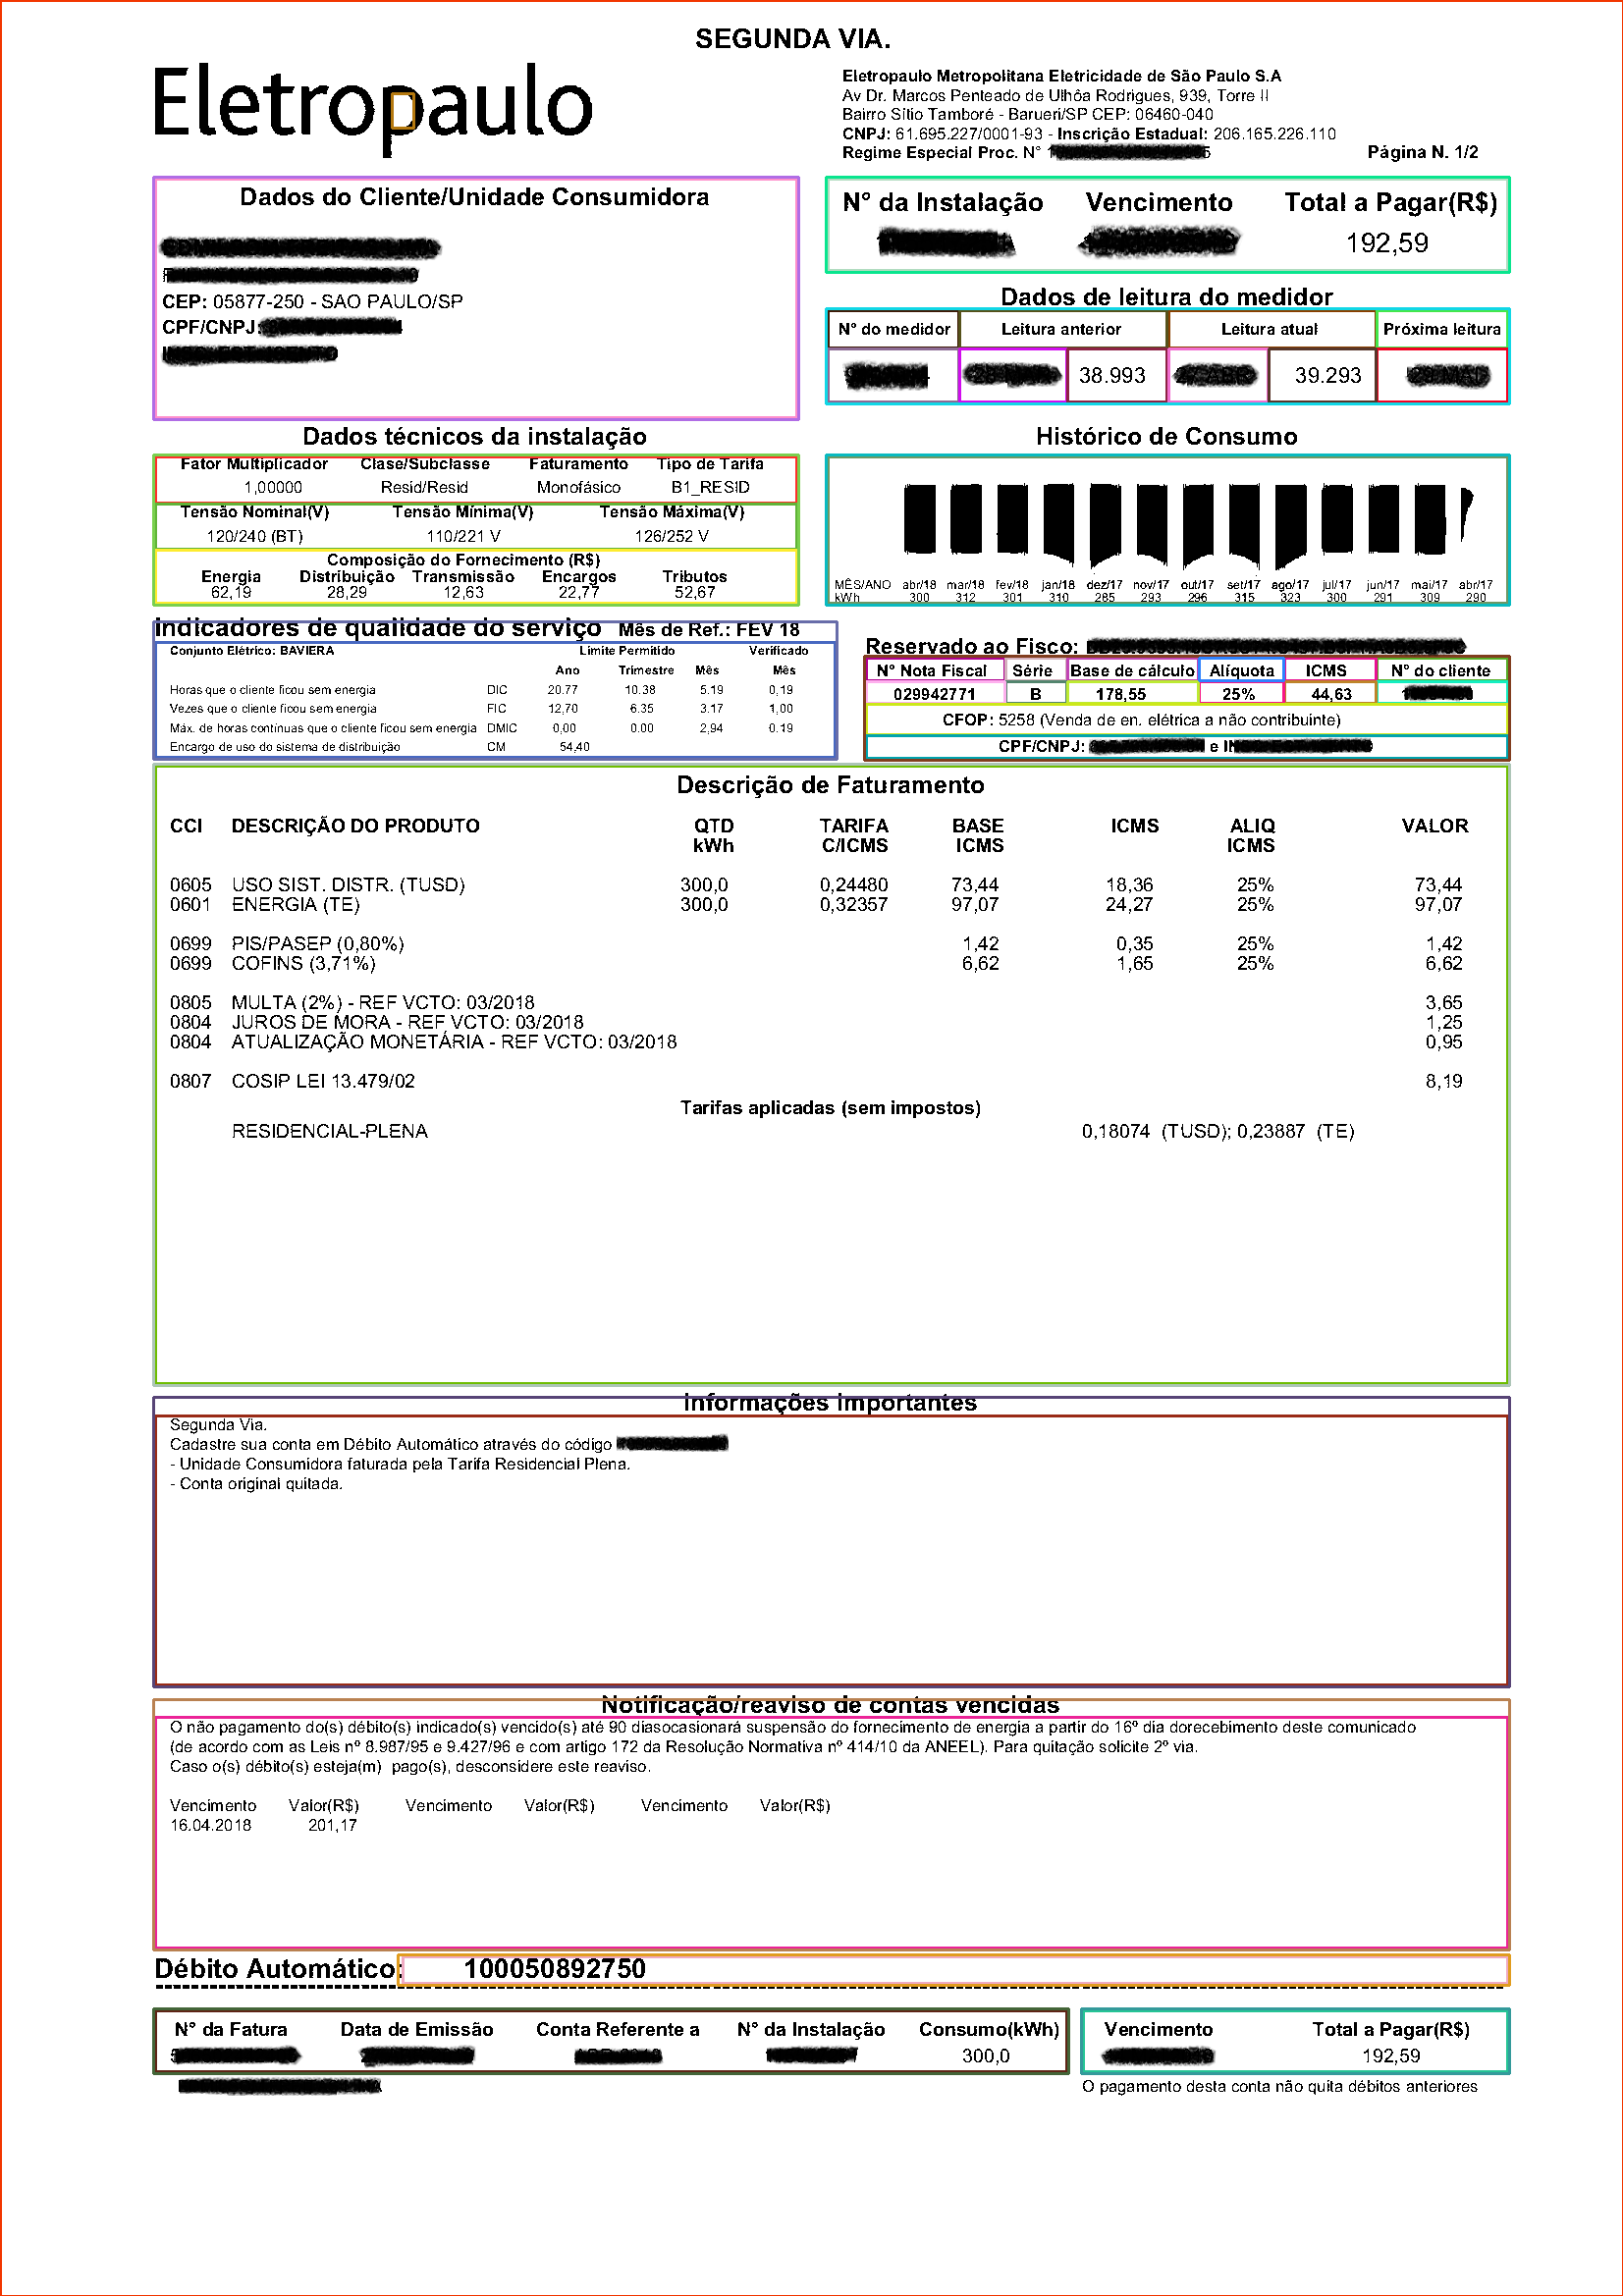 SEGUNDA VIA.
Eletropaulo
Eletropaulo Metropolitana Eletricidade de São Paulo S.A
Av Dr. Marcos Penteado de Ulhôa Rodrigues, 939, Torre II
Bairro Sítio Tamboré - Barueri/SP CEP: 06460-040
CNPJ: 61.695.227/0001-93 - Inscrição Estadual: 206.165.226.110
Regime Especial Proc. N°
Página N. 1/2
Dados do Cliente/Unidade Consumidora
CEP: 05877-250 - SAO PAULO/SP
CPF/CNPJ:
N° da Instalação Vencimento Total a Pagar(R$)
192,59
Dados de leitura do medidor
N° do medidor Leitura anterior Leitura atual Próxima leitura
38.993 39.293
Dados técnicos da instalação
Fator Multiplicador Clase/Subclasse Faturamento Tipo de Tarifa
1,00000 Resid/Resid Monofásico B1_RESID
Tensão Nominal(V) Tensão Mínima(V) Tensão Máxima(V)
120/240 (BT) 110/221 V 126/252 V
Composição do Fornecimento (R$)
Energia Distribuição Transmissão Encargos Tributos
62,19 28,29 12,63 22,77 52,67
Histórico de Consumo
MÊS/ANO abr/18 mar/18 fev/18 jan/18 dez/17 nov/17 out/17 set/17 ago/17 jul/17 jun/17 mai/17 abr/17
kWh 300 312 301 310 285 293 296 315 323 300 291 309 290
Indicadores de qualidade do serviço Mês de Ref.: FEV 18
Conjunto Elétrico: BAVIERA Limite Permitido Verificado
Ano Trimestre Mês Mês
Horas que o cliente ficou sem energia DIC 20.77 10.38 5.19 0,19
Vezes que o cliente ficou sem energia FIC 12,70 6.35 3.17 1,00
Máx. de horas contínuas que o cliente ficou sem energia DMIC 0,00 0.00 2,94 0.19
Encargo de uso do sistema de distribuição CM 54,40
Reservado ao Fisco:
N° Nota Fiscal Série Base de cálculo Alíquota ICMS N° do cliente
029942771 B 178,55 25% 44,63
CFOP: 5258 (Venda de en. elétrica a não contribuinte)
CPF/CNPJ: e
Descrição de Faturamento
CCI DESCRIÇÃO DO PRODUTO QTD TARIFA BASE ICMS ALIQ VALOR
kWh C/ICMS ICMS ICMS
0605 USO SIST. DISTR. (TUSD) 300,0 0,24480 73,44 18,36 25% 73,44
0601 ENERGIA (TE) 300,0 0,32357 97,07 24,27 25% 97,07
0699 PIS/PASEP (0,80%) 1,42 0,35 25% 1,42
0699 COFINS (3,71%) 6,62 1,65 25% 6,62
0805 MULTA (2%) - REF VCTO: 03/2018 3,65
0804 JUROS DE MORA - REF VCTO: 03/2018 1,25
0804 ATUALIZAÇÃO MONETÁRIA - REF VCTO: 03/2018 0,95
0807 COSIP LEI 13.479/02 8,19
Tarifas aplicadas (sem impostos)
RESIDENCIAL-PLENA 0,18074 (TUSD); 0,23887 (TE)
Informações Importantes
Segunda Via.
Cadastre sua conta em Débito Automático através do código
- Unidade Consumidora faturada pela Tarifa Residencial Plena.
- Conta original quitada.
Notificação/reaviso de contas vencidas
O não pagamento do(s) débito(s) indicado(s) vencido(s) até 90 diasocasionará suspensão do fornecimento de energia a partir do 16º dia dorecebimento deste comunicado
(de acordo com as Leis nº 8.987/95 e 9.427/96 e com artigo 172 da Resolução Normativa nº 414/10 da ANEEL). Para quitação solicite 2º via.
Caso o(s) débito(s) esteja(m) pago(s), desconsidere este reaviso.
Vencimento Valor(R$) Vencimento Valor(R$) Vencimento Valor(R$)
16.04.2018 201,17
Débito Automático: 100050892750
N° da Fatura Data de Emissão Conta Referente a N° da Instalação Consumo(kWh)
300,0
Vencimento Total a Pagar(R$)
192,59
O pagamento desta conta não quita débitos anteriores